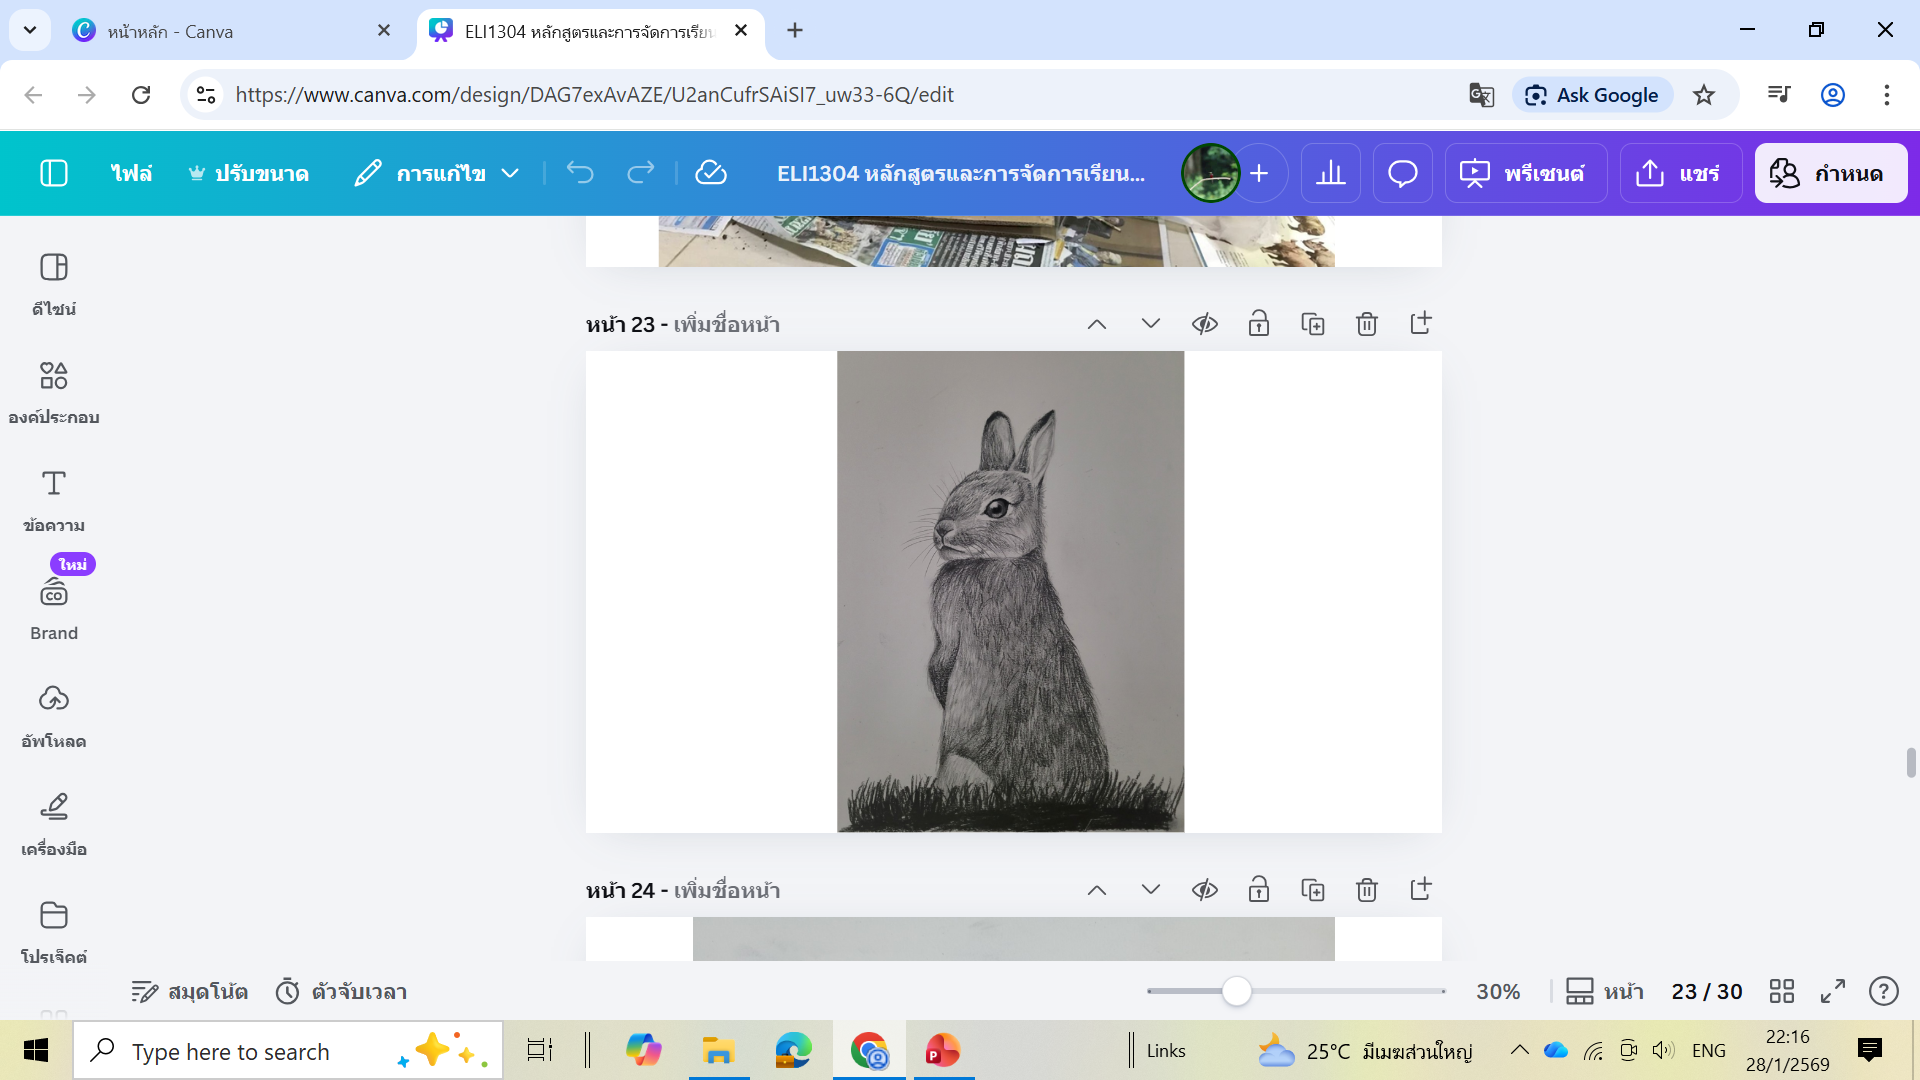 หน้าหลัก - Canva
ELI1304 หลักสูตรและการจัดการเรียน
https://www.canva.com/design/DAG7exAvAZE/U2anCufrSAiSI7_uw33-6Q/edit
Ask Google
ไฟล์
ปรับขนาด
การแก้ไข
ELI1304 หลักสูตรและการจัดการเรียน...
พรีเซนต์
แชร์
กำหนด
ดีไซน์
องค์ประกอบ
ข้อความ
ใหม่
Brand
อัพโหลด
เครื่องมือ
โปรเจ็คต์
หน้า 23 - เพิ่มชื่อหน้า
หน้า 24 - เพิ่มชื่อหน้า
สมุดโน้ต
ตัวจับเวลา
30%
หน้า
23 / 30
Type here to search
Links
25°C มีเมฆส่วนใหญ่
ENG
22:16
28/1/2569